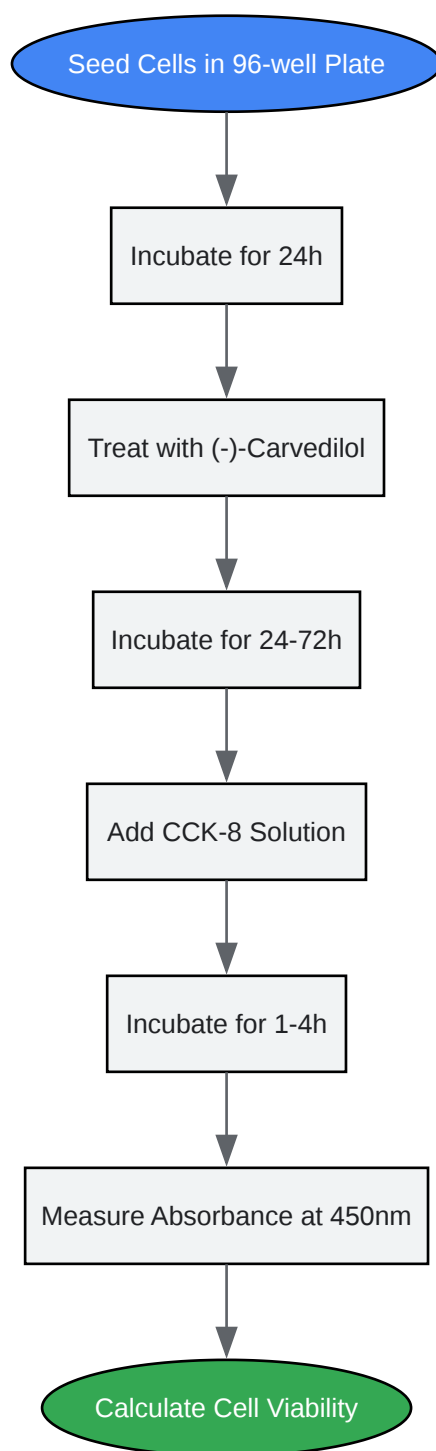 Seed Cells in 96-well Plate
Incubate for 24h
Treat with (-)-Carvedilol
Incubate for 24-72h
Add CCK-8 Solution
Incubate for 1-4h
Measure Absorbance at 450nm
Calculate Cell Viability